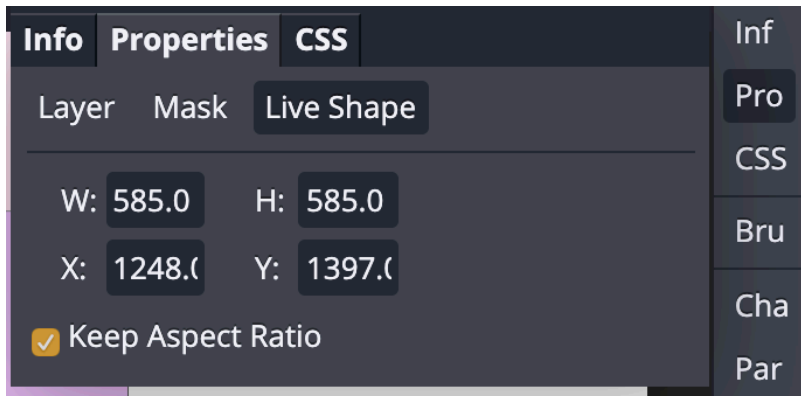 Info Properties CSS
Layer Mask Live Shape
W: 585.0 H: 585.0
X: 1248.( Y: 1397.(
Keep Aspect Ratio
Inf
Pro
CSS
Bru
Cha
Par